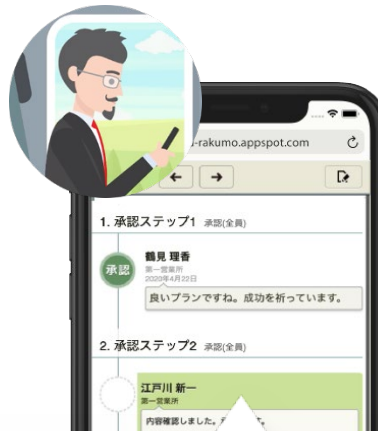 -rakumo.appspot.com
1. 承認ステップ1 承認(全員)
鶴見 理香
承認
第一営業所
2020年4月22日
良いプランですね。成功を祈っています。
2. 承認ステップ2 承認(全員)
江戸川 新一
第一営業所
内容確認しました。